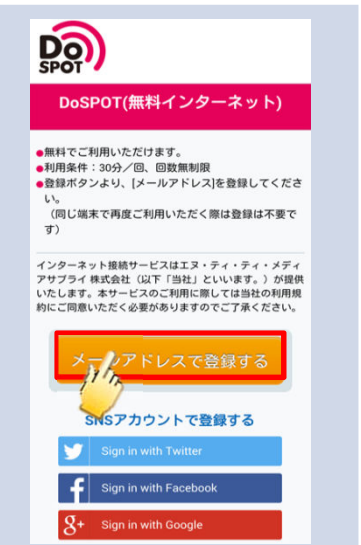 Do
SPOT
DoSPOT(無料インターネット)
●無料でご利用いただけます。
●利用条件：30分／回、回数無制限
●登録ボタンより、[メールアドレス]を登録してくださ
い。
（同じ端末で再度ご利用いただく際は登録は不要で
す）
インターネット接続サービスはエヌ・ティ・ティ・メディ
アサプライ 株式会社（以下「当社」といいます。）が提供
いたします。本サービスのご利用に際しては当社の利用規
約にご同意いただく必要がありますのでご了承ください。
メールアドレスで登録する
SNSアカウントで登録する
Sign in with Twitter
f Sign in with Facebook
8+ Sign in with Google